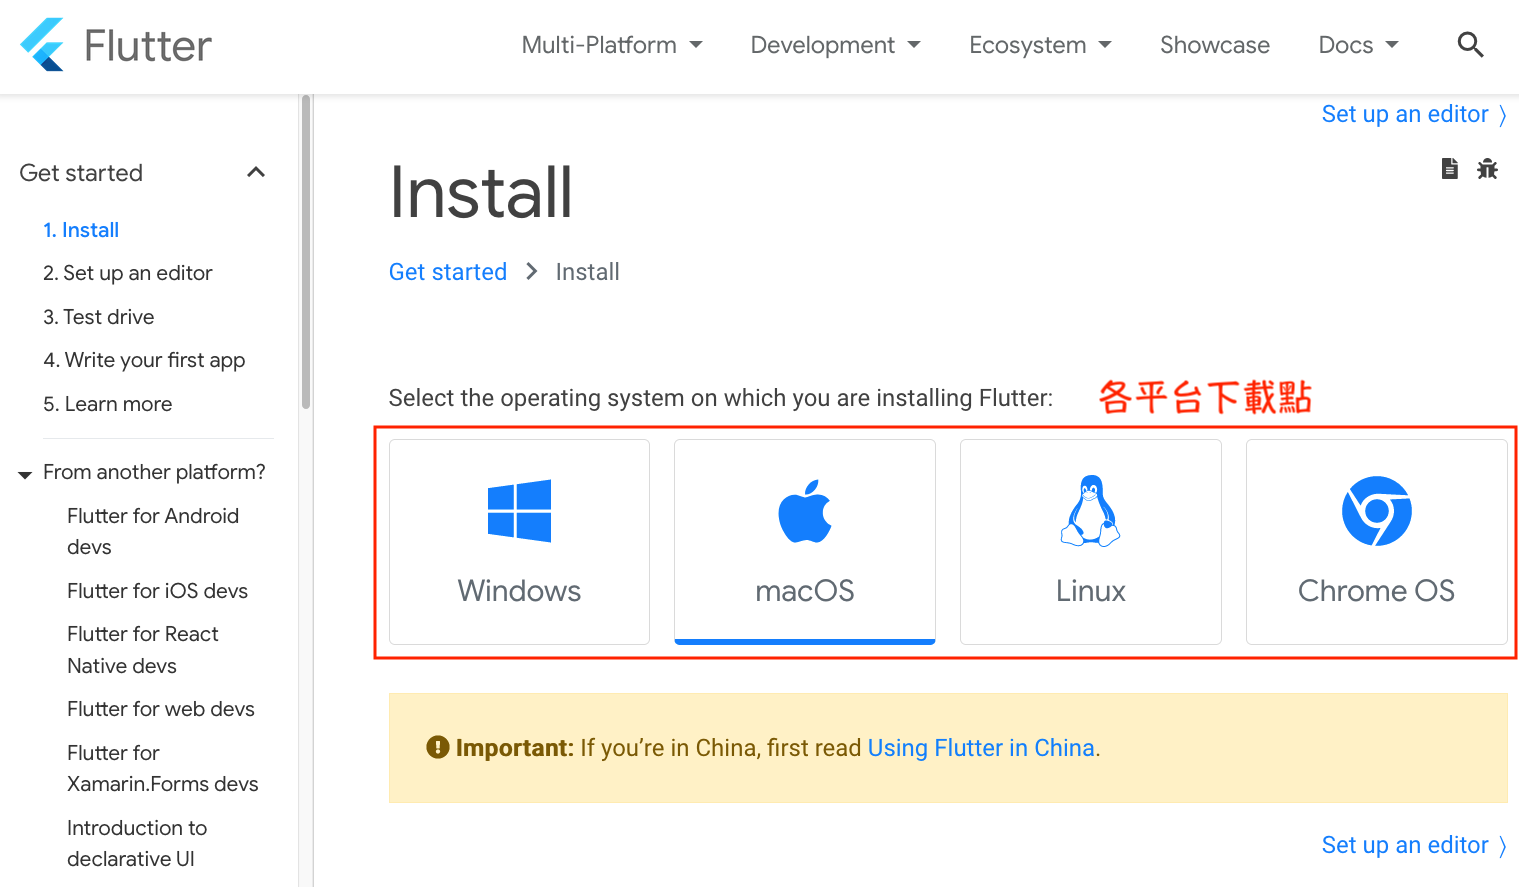 Flutter
Multi-Platform
Development
Ecosystem
Showcase
Docs
Set up an editor
Get started
1. Install
2. Set up an editor
3. Test drive
4. Write your first app
5. Learn more
From another platform?
Flutter for Android
devs
Flutter for iOS devs
Flutter for React
Native devs
Flutter for web devs
Flutter for
Xamarin.Forms devs
Introduction to
declarative UI
Install
Get started > Install
Select the operating system on which you are installing Flutter:
各平台下載點
Windows
macOS
Linux
Chrome OS
Important: If you’re in China, first read Using Flutter in China.
Set up an editor